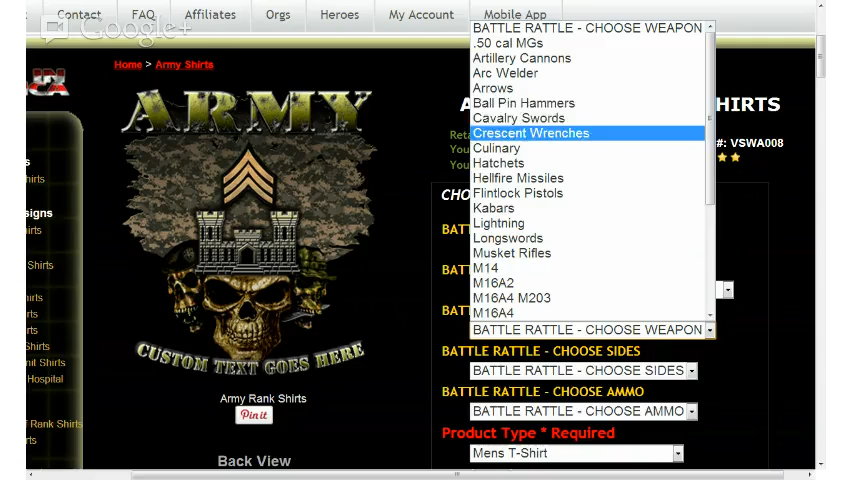 Contact
FAQ
Affiliates
Orgs
Heroes
My Account
Mobile App
Google+
Home > Army Shirts
ARMY
CUSTOM TEXT GOES HERE
Army Rank Shirts
Pin it
Back View
SHIRTS
#: VSWA008
BATTLE RATTLE - CHOOSE WEAPON
.50 cal MGs
Artillery Cannons
Arc Welder
Arrows
Ball Pin Hammers
Cavalry Swords
Crescent Wrenches
Culinary
Hatchets
Hellfire Missiles
Flintlock Pistols
Kabars
Lightning
Longswords
Musket Rifles
M14
M16A2
M16A4 M203
M16A4
BATTLE RATTLE - CHOOSE WEAPON
BATTLE RATTLE - CHOOSE SIDES
BATTLE RATTLE - CHOOSE SIDES
BATTLE RATTLE - CHOOSE AMMO
BATTLE RATTLE - CHOOSE AMMO
Product Type * Required
Mens T-Shirt